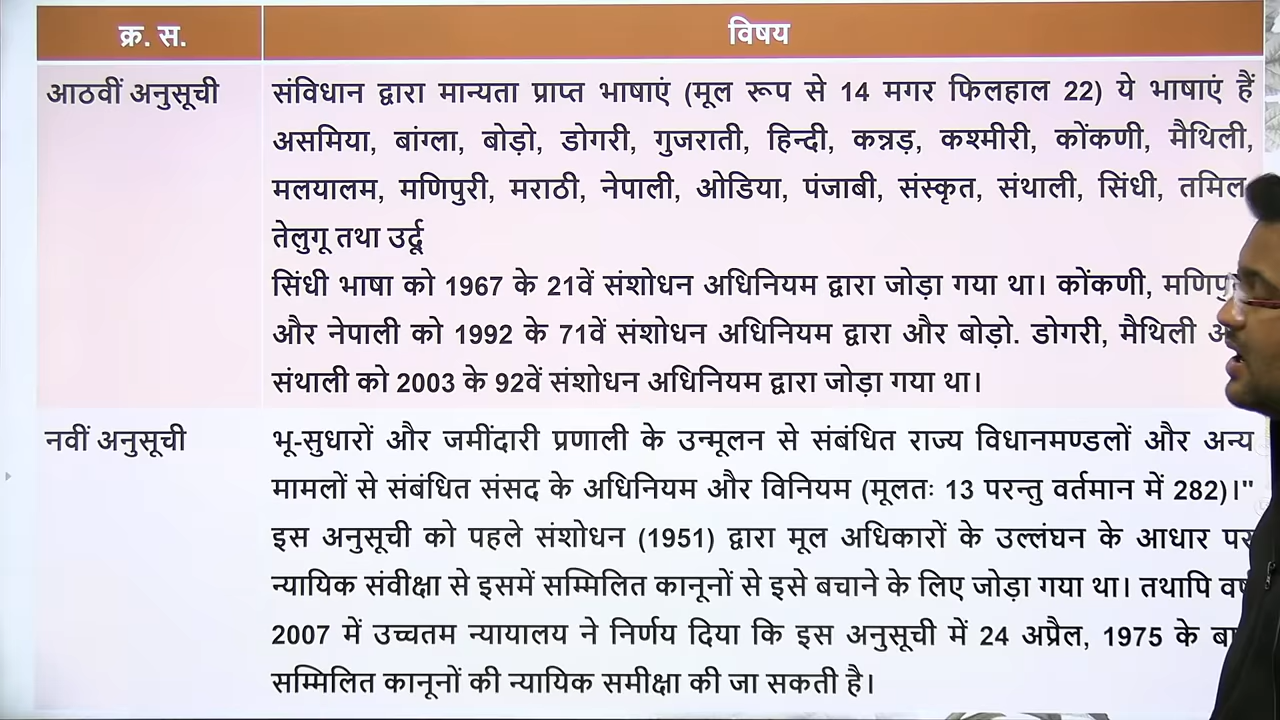 क्र. स. विषय
आठवीं अनुसूची संविधान द्वारा मान्यता प्राप्त भाषाएं (मूल रूप से 14 मगर फिलहाल 22) ये भाषाएं हैं
असमिया, बांग्ला, बोड़ो, डोगरी, गुजराती, हिन्दी, कन्नड़, कश्मीरी, कोंकणी, मैथिली,
मलयालम, मणिपुरी, मराठी, नेपाली, ओडिया, पंजाबी, संस्कृत, संथाली, सिंधी, तमिल,
तेलुगू तथा उर्दू
सिंधी भाषा को 1967 के 21वें संशोधन अधिनियम द्वारा जोड़ा गया था। कोंकणी,
और नेपाली को 1992 के 71वें संशोधन अधिनियम द्वारा और बोड़ो. डोगरी, मैथिली
संथाली को 2003 के 92वें संशोधन अधिनियम द्वारा जोड़ा गया था।
नवीं अनुसूची भू-सुधारों और जमींदारी प्रणाली के उन्मूलन से संबंधित राज्य विधानमण्डलों और अन्य
मामलों से संबंधित संसद के अधिनियम और विनियम (मूलतः 13 परन्तु वर्तमान में 282)।"
इस अनुसूची को पहले संशोधन (1951) द्वारा मूल अधिकारों के उल्लंघन के आधार पर
न्यायिक संवीक्षा से इसमें सम्मिलित कानूनों से इसे बचाने के लिए जोड़ा गया था। तथापि
2007 में उच्चतम न्यायालय ने निर्णय दिया कि इस अनुसूची में 24 अप्रैल, 1975 के
सम्मिलित कानूनों की न्यायिक समीक्षा की जा सकती है।